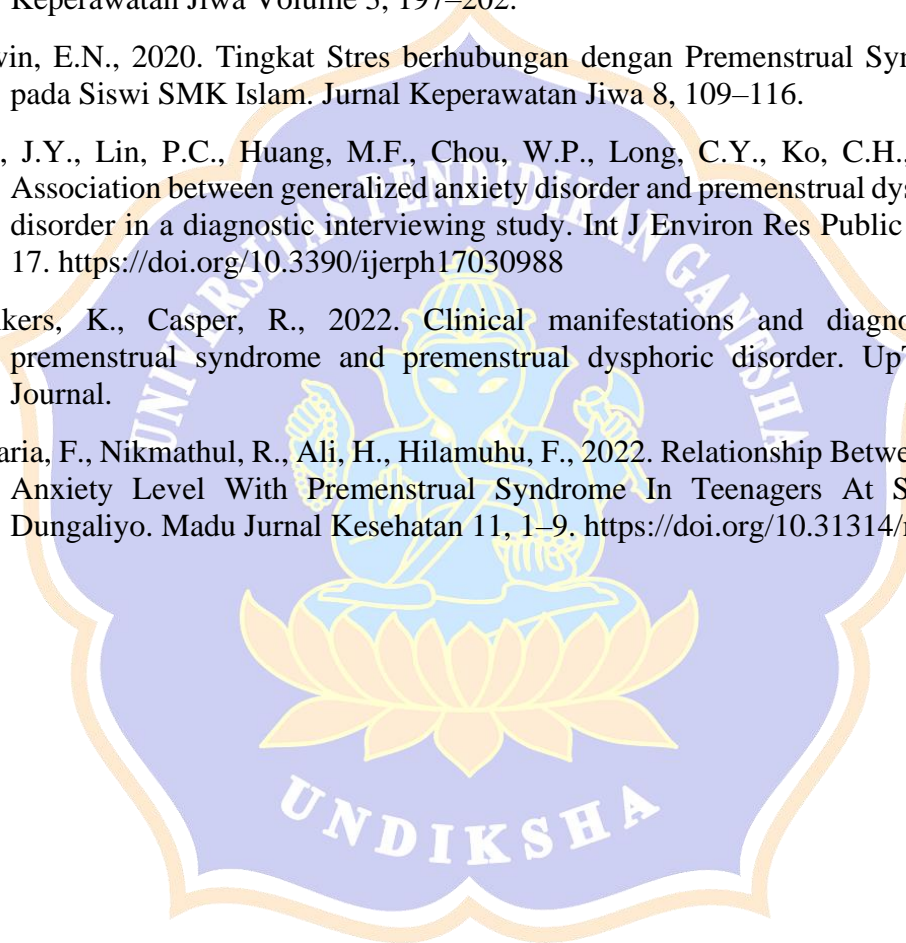 Keperawatan Jiwa Volume 3, 197–202.
vin, E.N., 2020. Tingkat Stres berhubungan dengan Premenstrual Syn
pada Siswi SMK Islam. Jurnal Keperawatan Jiwa 8, 109–116.
, J.Y., Lin, P.C., Huang, M.F., Chou, W.P., Long, C.Y., Ko, C.H.,
Association between generalized anxiety disorder and premenstrual dys
disorder in a diagnostic interviewing study. Int J Environ Res Public
17. https://doi.org/10.3390/ijerph17030988
kers, K., Casper, R., 2022. Clinical manifestations and diagno
premenstrual syndrome and premenstrual dysphoric disorder. UpT
Journal.
aria, F., Nikmathul, R., Ali, H., Hilamuhu, F., 2022. Relationship Betwe
Anxiety Level With Premenstrual Syndrome In Teenagers At S
Dungaliyo. Madu Jurnal Kesehatan 11, 1–9. https://doi.org/10.31314/
UNIVERSITAS PENDIDIKAN GANESHA
UNDIKSHA